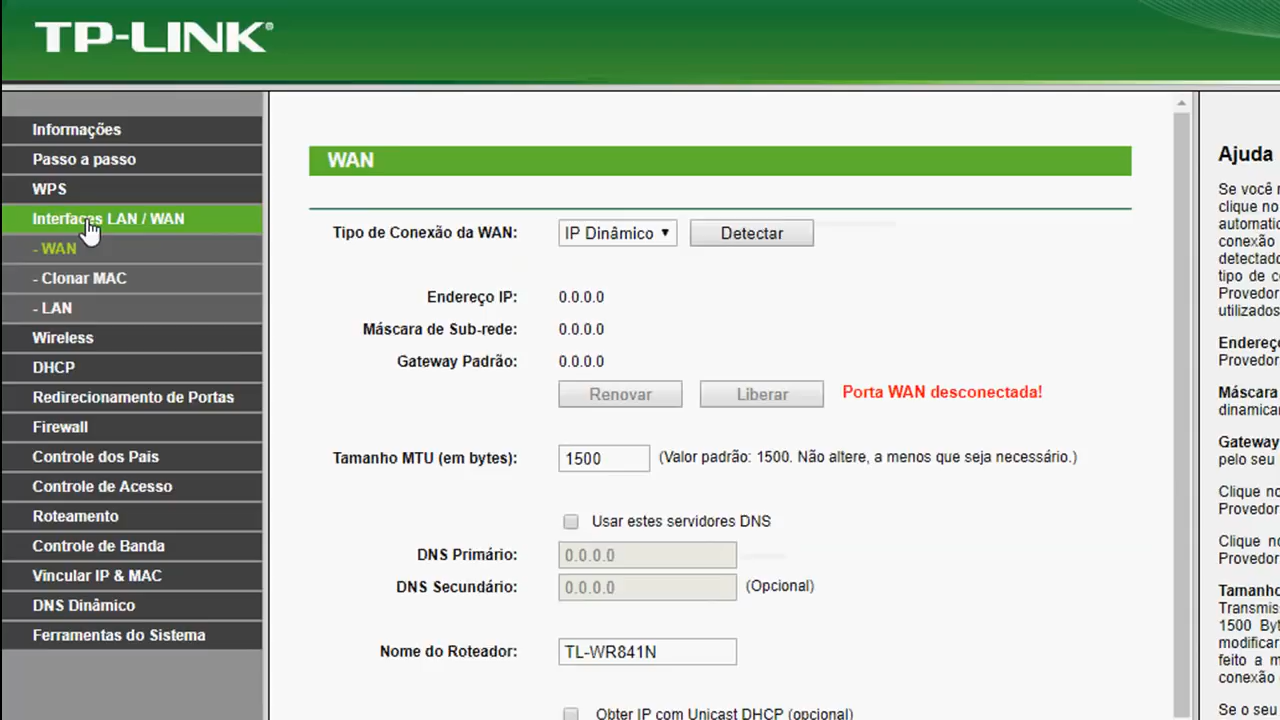 TP-LINK®
Informações
Passo a passo
WPS
Interfaces LAN / WAN
- WAN
- Clonar MAC
- LAN
Wireless
DHCP
Redirecionamento de Portas
Firewall
Controle dos Pais
Controle de Acesso
Roteamento
Controle de Banda
Vincular IP & MAC
DNS Dinâmico
Ferramentas do Sistema
WAN
Tipo de Conexão da WAN: IP Dinâmico Detectar
Endereço IP: 0.0.0.0
Máscara de Sub-rede: 0.0.0.0
Gateway Padrão: 0.0.0.0
Renovar Liberar Porta WAN desconectada!
Tamanho MTU (em bytes): 1500 (Valor padrão: 1500. Não altere, a menos que seja necessário.)
Usar estes servidores DNS
DNS Primário: 0.0.0.0
DNS Secundário: 0.0.0.0 (Opcional)
Nome do Roteador: TL-WR841N
Obter IP com Unicast DHCP (opcional)
Ajuda
Se você
clique no
automatic
conexão
detectado
tipo de c
Provedor
utilizados
Endereço
Provedor
Máscara
dinamicar
Gateway
pelo seu
Clique no
Provedor
Clique no
Provedor
Tamanho
Transmis
1500 Byt
modificar
feito a m
conexão
Se o seu